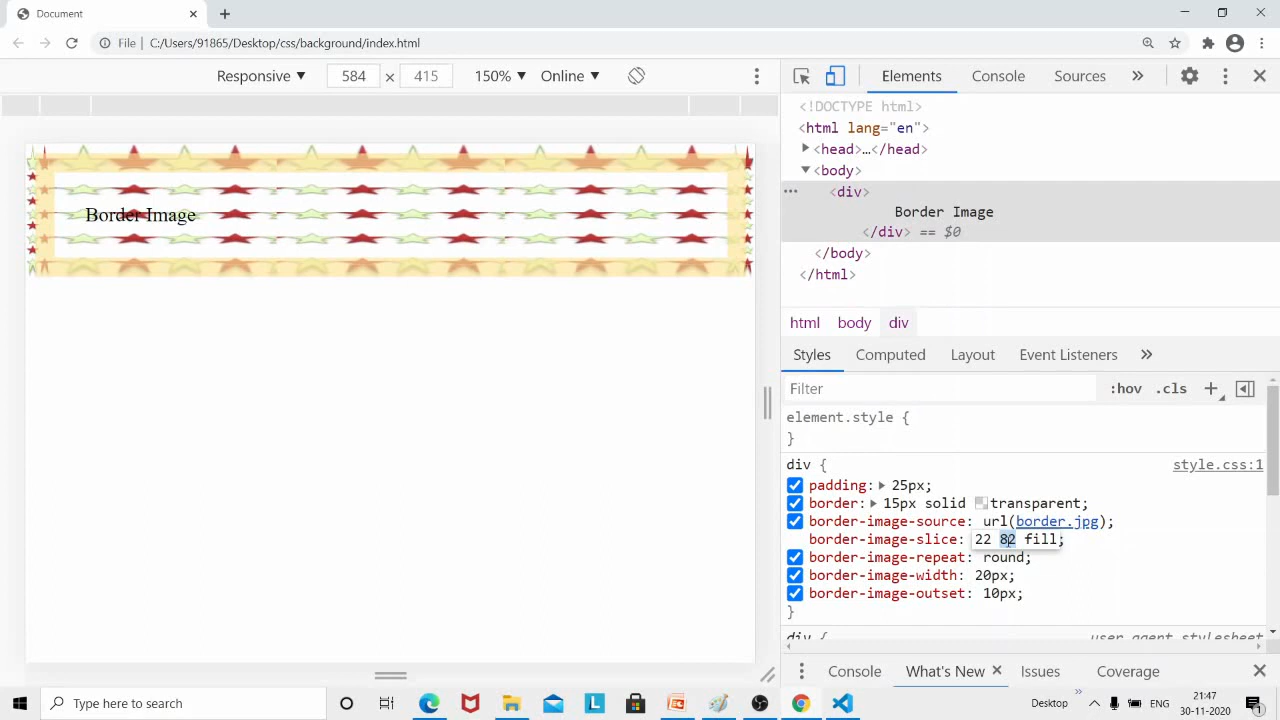 Document
File | C:/Users/91865/Desktop/css/background/index.html
Responsive ▼ 584 × 415 150% ▼ Online ▼
Elements Console Sources »
<!DOCTYPE html>
<html lang="en">
<head>…</head>
<body>
<div>
Border Image
</div> == $0
</body>
</html>
Border Image
html body div
Styles Computed Layout Event Listeners »
Filter :hov .cls +
element.style {
}
div { style.css:1
padding: 25px;
border: 15px solid transparent;
border-image-source: url(border.jpg);
border-image-slice: 22 82 fill;
border-image-repeat: round;
border-image-width: 20px;
border-image-outset: 10px;
}
div { user agent stylesheet
Console What's New × Issues Coverage
Type here to search
Desktop » ENG 21:47
30-11-2020